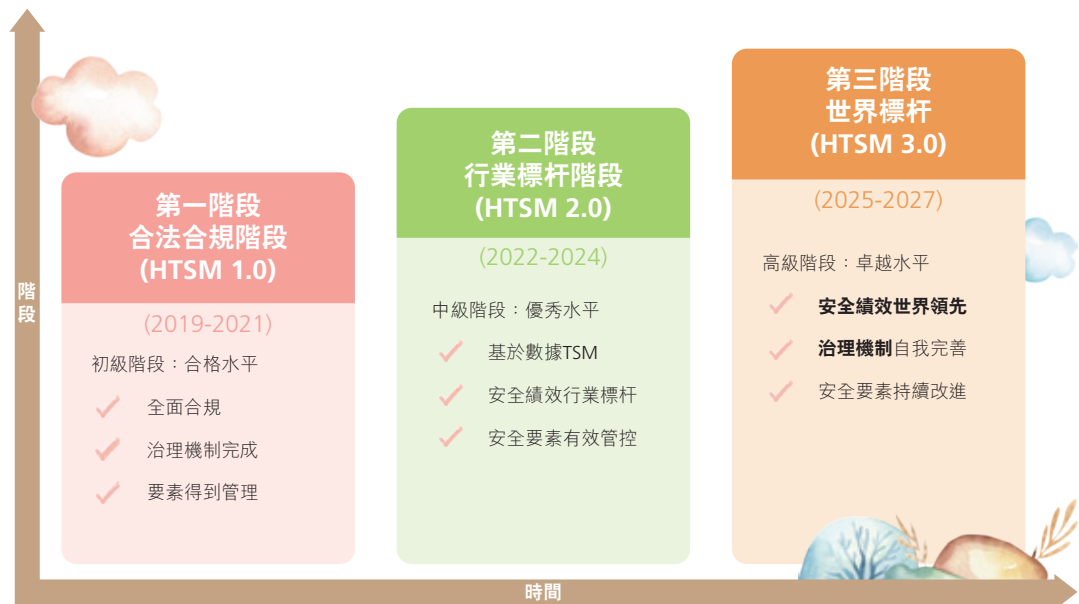 階段
第一階段
合法合規階段
(HTSM 1.0)
(2019-2021)
初級階段：合格水平
全面合規
治理機制完成
要素得到管理
第二階段
行業標杆階段
(HTSM 2.0)
(2022-2024)
中級階段：優秀水平
基於數據TSM
安全績效行業標杆
安全要素有效管控
第三階段
世界標杆
(HTSM 3.0)
(2025-2027)
高級階段：卓越水平
安全績效世界領先
治理機制自我完善
安全要素持續改進
時間